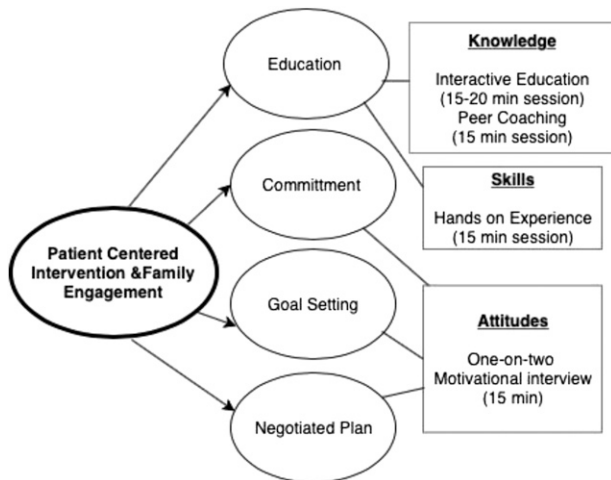 Education
Knowledge
Interactive Education
(15-20 min session)
Peer Coaching
(15 min session)
Committment
Skills
Hands on Experience
(15 min session)
Patient Centered
Intervention &Family
Engagement
Goal Setting
Attitudes
One-on-two
Motivational interview
(15 min)
Negotiated Plan